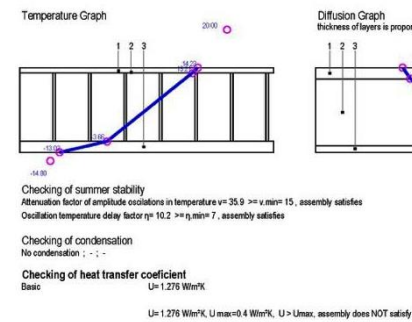 Temperature Graph
Diffusion Graph
thickness of layers is propor
20.00
1 2 3
1 2 3
14.22
-3.66
-13.00
-14.80
Checking of summer stability
Attenuation factor of amplitude oscilations in temperature v= 35.9 >= v.min= 15 , assembly satisfies
Oscillation temperature delay factor η= 10.2 >= η.min= 7 , assembly satisfies
Checking of condensation
No condensation ; - ; -
Checking of heat transfer coeficient
Basic U= 1.276 W/m²K
U= 1.276 W/m²K, U max=0.4 W/m²K, U > Umax, assembly does NOT satisfy